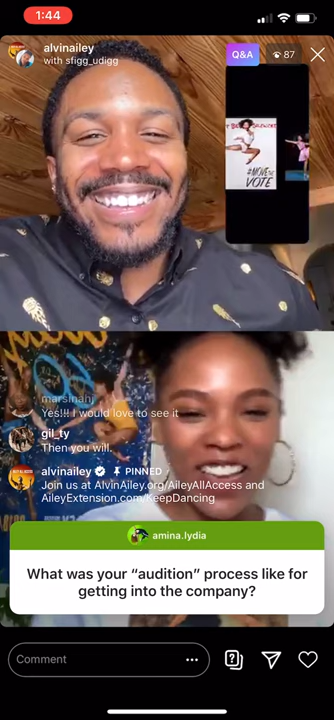 1:44
alvinailey
with sfigg_udigg
Q&A
87
#MOVE
VOTE
marsinahj
Yes!!! I would love to see it
gil_ty
Then you will.
alvinailey PINNED
Join us at AlvinAiley.org/AileyAllAccess and
AileyExtension.com/KeepDancing
amina.lydia
What was your “audition” process like for
getting into the company?
Comment